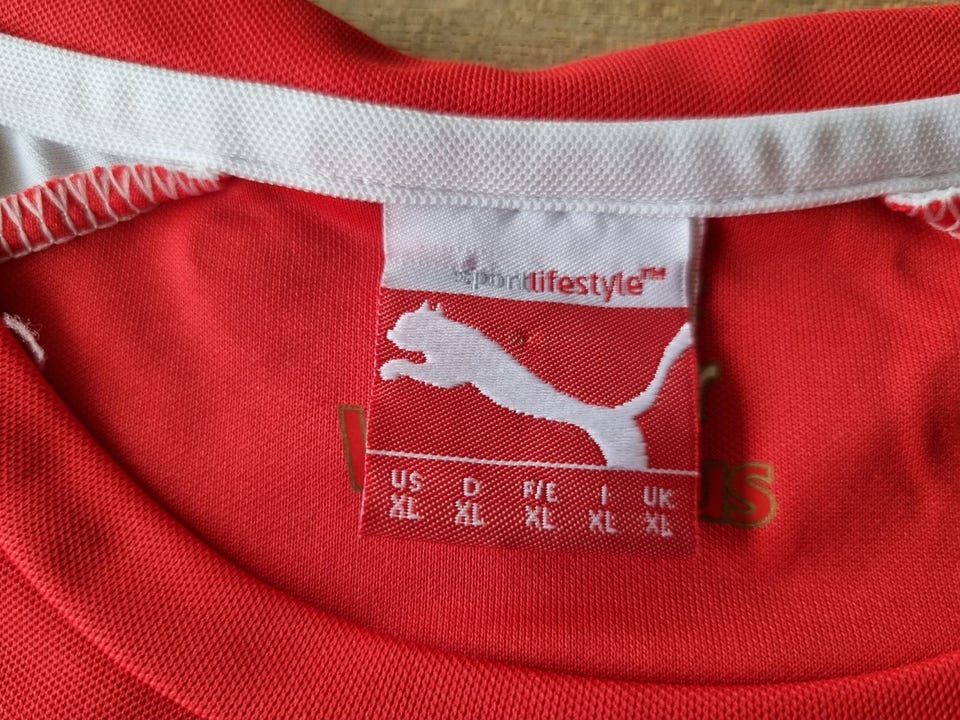 sportlifestyle™
US D F/E I UK
XL XL XL XL XL